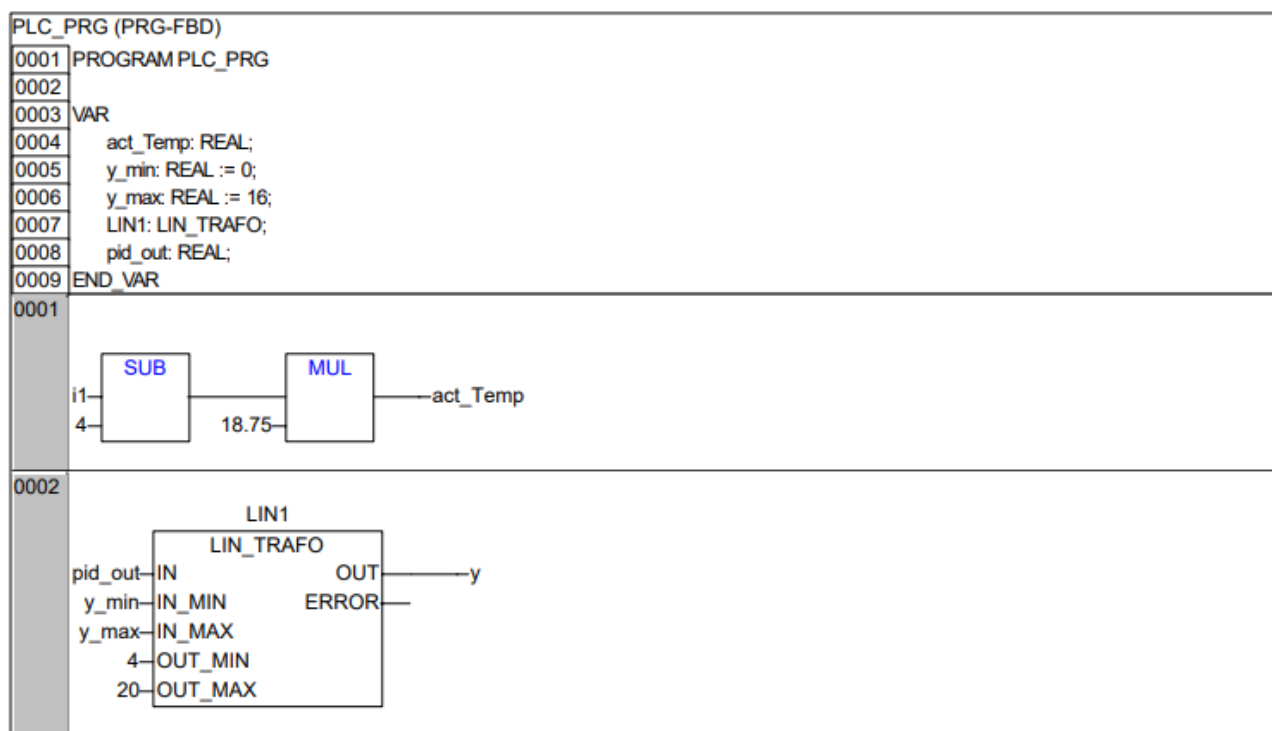 PLC_PRG (PRG-FBD)
0001 PROGRAM PLC_PRG
0002
0003 VAR
0004 act_Temp: REAL;
0005 y_min: REAL := 0;
0006 y_max: REAL := 16;
0007 LIN1: LIN_TRAFO;
0008 pid_out: REAL;
0009 END_VAR
0001
SUB MUL
i1 act_Temp
4 18.75
0002
LIN1
LIN_TRAFO
pid_out IN OUT y
y_min IN_MIN ERROR
y_max IN_MAX
4 OUT_MIN
20 OUT_MAX